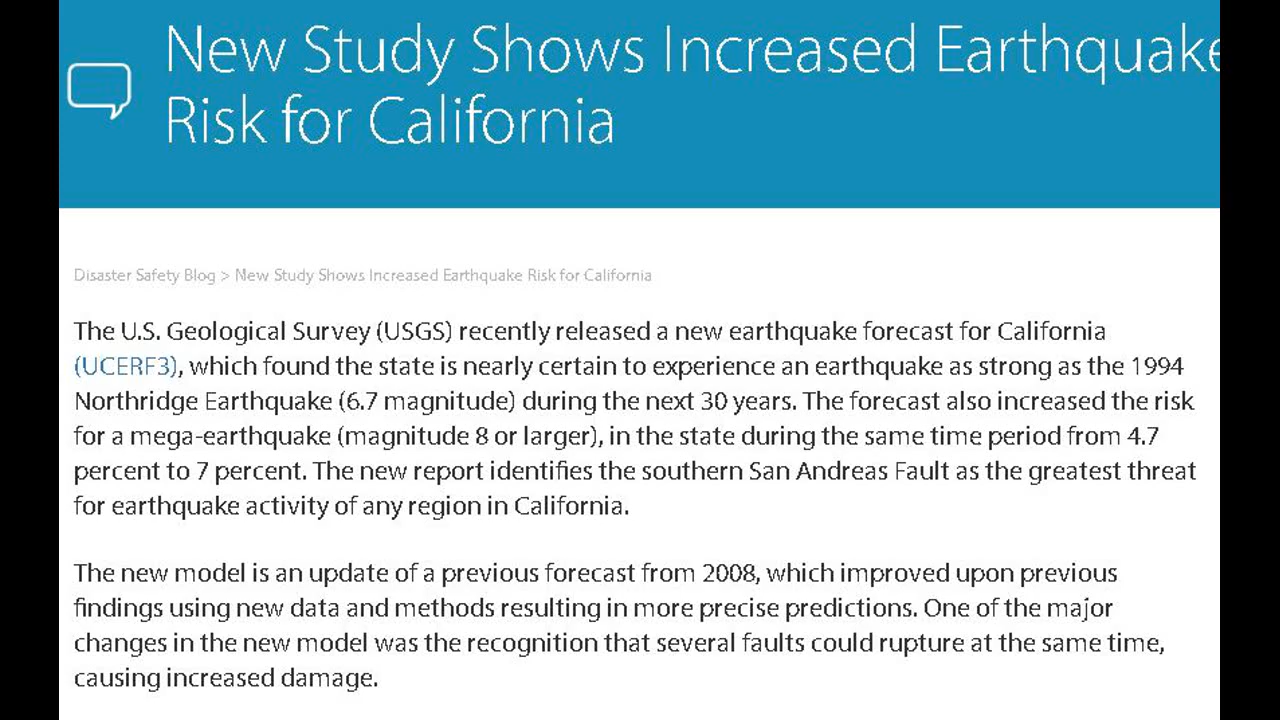 New Study Shows Increased Earthquake
Risk for California
Disaster Safety Blog > New Study Shows Increased Earthquake Risk for California
The U.S. Geological Survey (USGS) recently released a new earthquake forecast for California
(UCERF3), which found the state is nearly certain to experience an earthquake as strong as the 1994
Northridge Earthquake (6.7 magnitude) during the next 30 years. The forecast also increased the risk
for a mega-earthquake (magnitude 8 or larger), in the state during the same time period from 4.7
percent to 7 percent. The new report identifies the southern San Andreas Fault as the greatest threat
for earthquake activity of any region in California.
The new model is an update of a previous forecast from 2008, which improved upon previous
findings using new data and methods resulting in more precise predictions. One of the major
changes in the new model was the recognition that several faults could rupture at the same time,
causing increased damage.